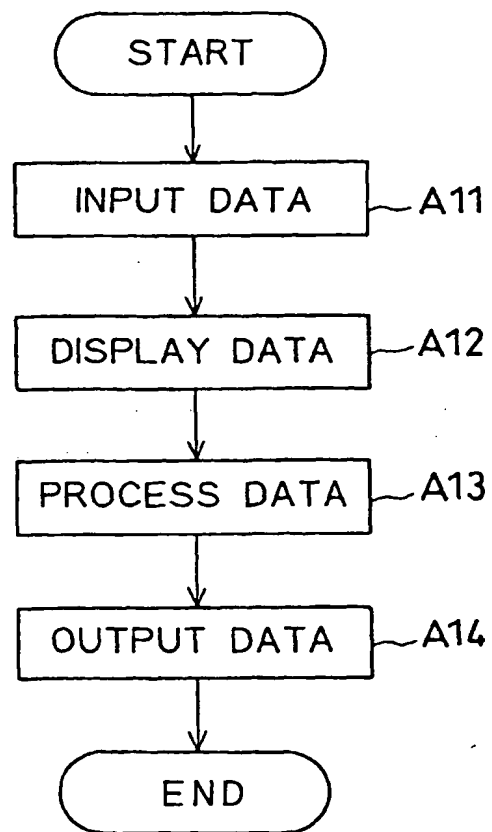 START
INPUT DATA A11
DISPLAY DATA A12
PROCESS DATA A13
OUTPUT DATA A14
END